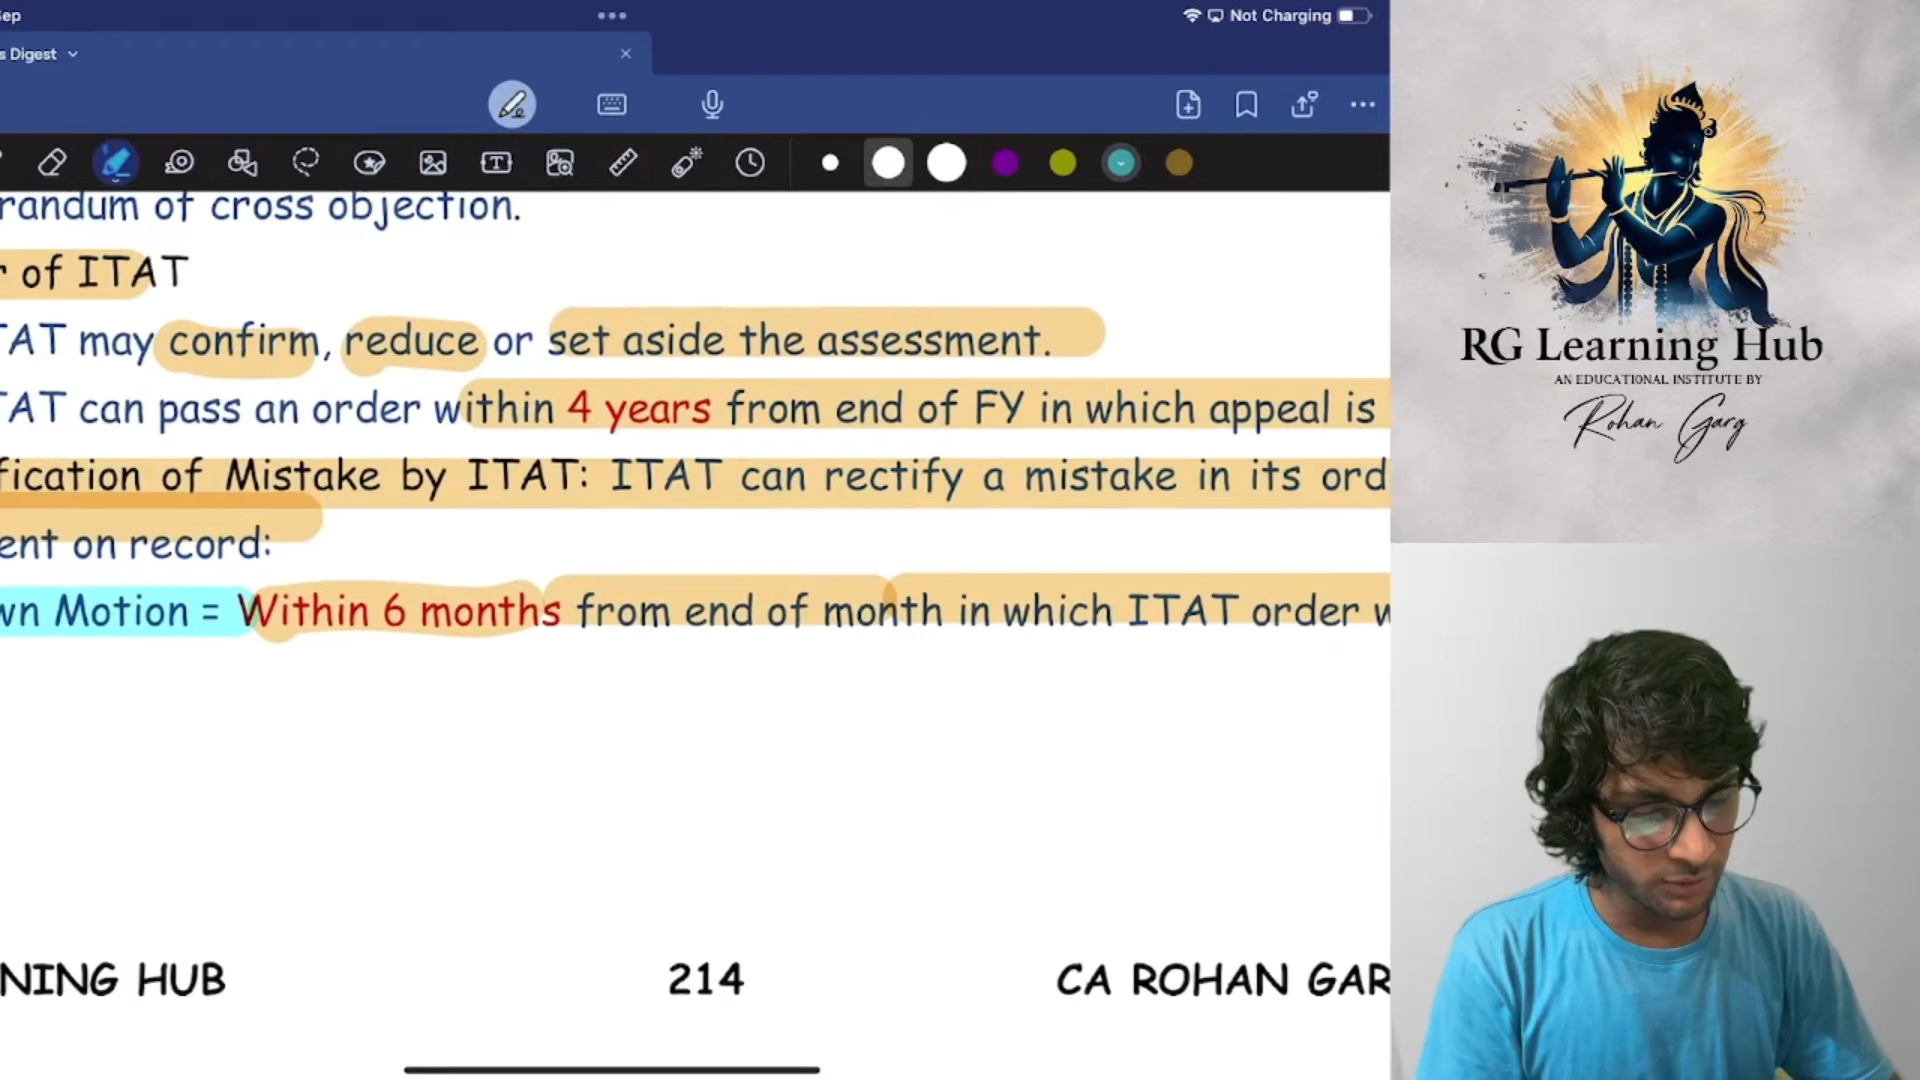 Sep
Not Charging
s Digest
randum of cross objection.
r of ITAT
TAT may confirm, reduce or set aside the assessment.
TAT can pass an order within 4 years from end of FY in which appeal is
fication of Mistake by ITAT: ITAT can rectify a mistake in its ord
ent on record:
wn Motion = Within 6 months from end of month in which ITAT order w
NING HUB
214
CA ROHAN GAR
RG Learning Hub
AN EDUCATIONAL INSTITUTE BY
Rohan Garg